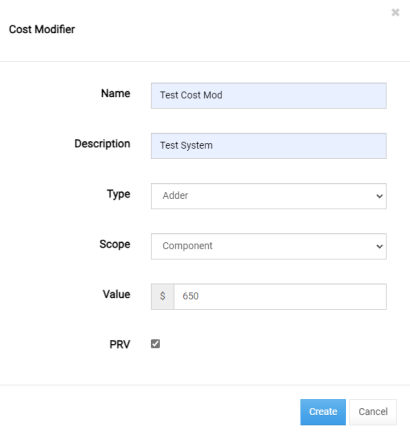 ×
Cost Modifier
Name Test Cost Mod
Description Test System
Type Adder
Scope Component
Value $ 650
PRV
Create Cancel